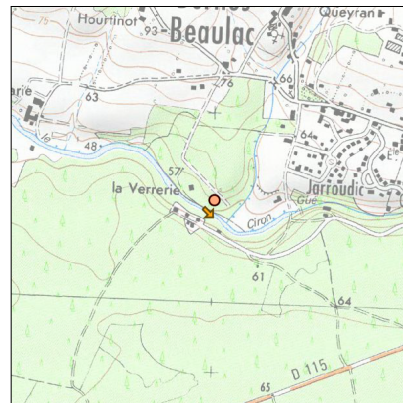 75
Hourtinot
93
Queyran
Beaulac
66
76
63
64
48
57
la Verrerie
Jarroudic
Gué
Ciron
61
64
D 115
65